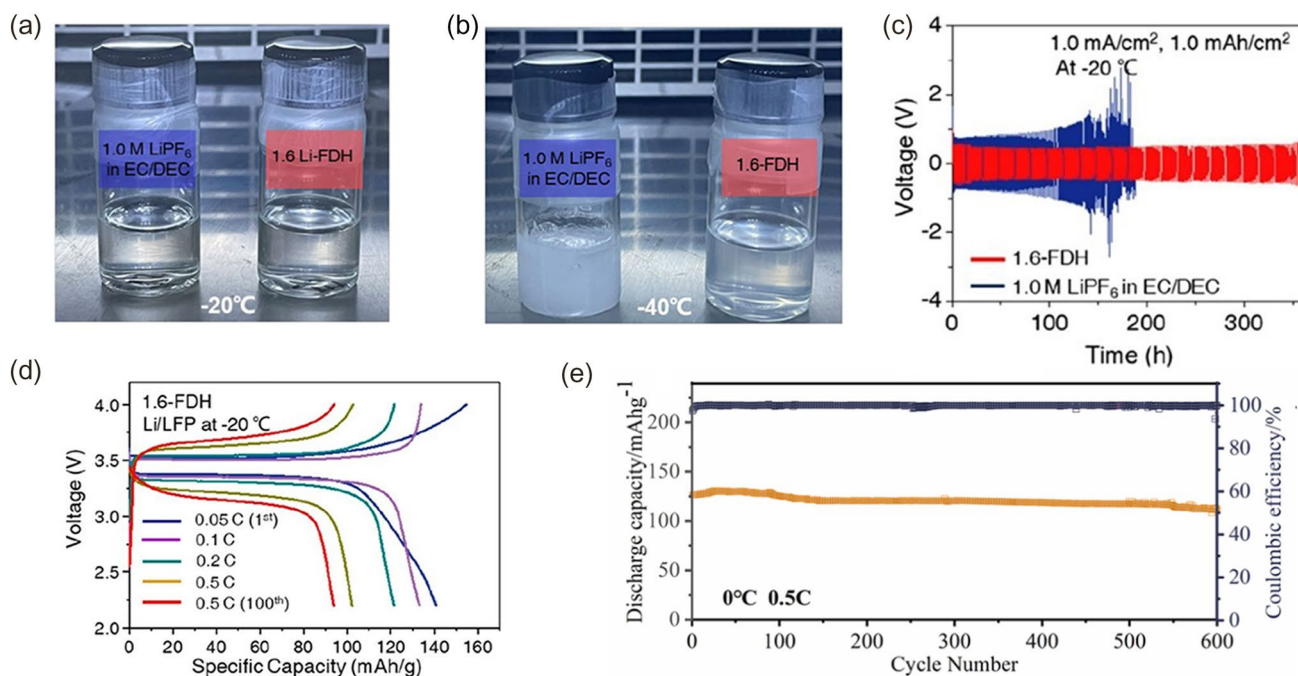 (a)
1.0 M LiPF₆
in EC/DEC
1.6 Li-FDH
-20℃
(b)
1.0 M LiPF₆
in EC/DEC
1.6-FDH
-40℃
(c)
1.0 mA/cm², 1.0 mAh/cm²
At -20 ℃
4
2
0
-2
-4
Voltage (V)
1.6-FDH
1.0 M LiPF₆ in EC/DEC
0
100
200
300
Time (h)
(d)
1.6-FDH
Li/LFP at -20 ℃
4.0
3.5
3.0
2.5
2.0
Voltage (V)
0.05 C (1ˢᵗ)
0.1 C
0.2 C
0.5 C
0.5 C (100ᵗʰ)
0 20 40 60 80 100 120 140 160
Specific Capacity (mAh/g)
(e)
Discharge capacity/mAhg⁻¹
200
175
150
125
100
75
50
25
0
0°C 0.5C
0 100 200 300 400 500 600
Cycle Number
100
80
60
40
20
0
Coulombic efficiency/%